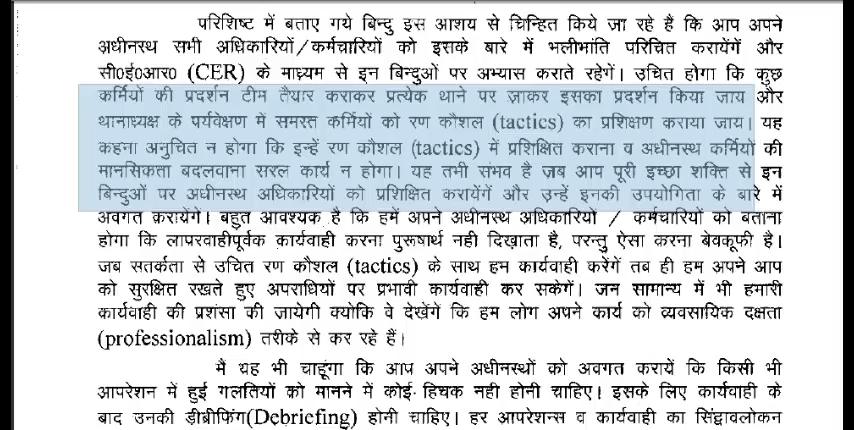 परिशिष्ट में बताए गये बिन्दु इस आशय से चिन्हित किये जा रहे हैं कि आप अपने
अधीनस्थ सभी अधिकारियों/कर्मचारियों को इसके बारे में भलीभांति परिचित करायेंगें और
सी0ई0आर0 (CER) के माध्यम से इन बिन्दुओं पर अभ्यास कराते रहेगें। उचित होगा कि कुछ
कर्मियों की प्रदर्शन टीम तैयार कराकर प्रत्येक थाने पर जाकर इसका प्रदर्शन किया जाय और
थानाध्यक्ष के पर्यवेक्षण में समस्त कर्मियों को रण कौशल (tactics) का प्रशिक्षण कराया जाय। यह
कहना अनुचित न होगा कि इन्हें रण कौशल (tactics) में प्रशिक्षित कराना व अधीनस्थ कर्मियों की
मानसिकता बदलवाना सरल कार्य न होगा। यह तभी संभव है जब आप पूरी इच्छा शक्ति से इन
बिन्दुओं पर अधीनस्थ अधिकारियों को प्रशिक्षित करायेंगें और उन्हें इनकी उपयोगिता के बारे में
अवगत करायेंगें। बहुत आवश्यक है कि हमें अपने अधीनस्थ अधिकारियों / कर्मचारियों को बताना
होगा कि लापरवाहीपूर्वक कार्यवाही करना पुरूषार्थ नही दिखाता है, परन्तु ऐसा करना बेवकूफी है।
जब सतर्कता से उचित रण कौशल (tactics) के साथ हम कार्यवाही करेंगें तब ही हम अपने आप
को सुरक्षित रखते हुए अपराधियों पर प्रभावी कार्यवाही कर सकेगें। जन सामान्य में भी हमारी
कार्यवाही की प्रशंसा की जायेगी क्योकि वे देखेंगें कि हम लोग अपने कार्य को व्यवसायिक दक्षता
(professionalism) तरीके से कर रहे हैं।
मै यह भी चाहूंगा कि आप अपने अधीनस्थों को अवगत करायें कि किसी भी
आपरेशन में हुई गलतियों को मानने में कोई हिचक नही होनी चाहिए। इसके लिए कार्यवाही के
बाद उनकी डीब्रीफिंग(Debriefing) होनी चाहिए। हर आपरेशन्स व कार्यवाही का सिंहावलोकन